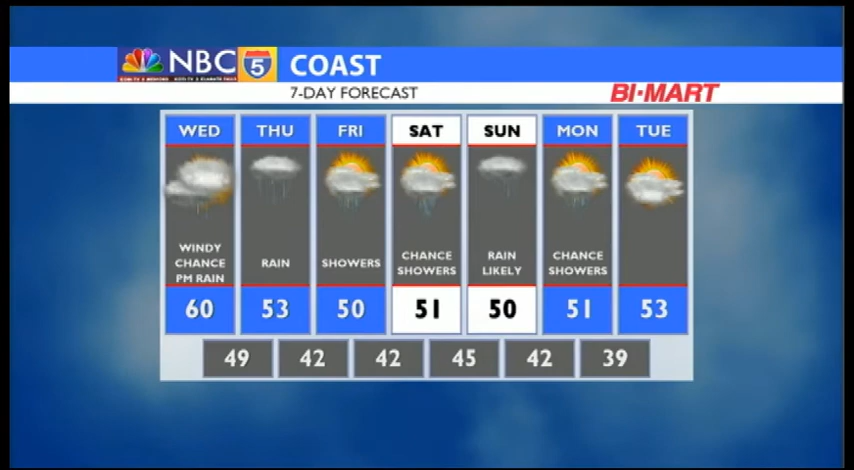 NBC 5 COAST
7-DAY FORECAST BI-MART
WED THU FRI SAT SUN MON TUE
WINDY
CHANCE
PM RAIN
RAIN
SHOWERS
CHANCE
SHOWERS
RAIN
LIKELY
CHANCE
SHOWERS
60 53 50 51 50 51 53
49 42 42 45 42 39